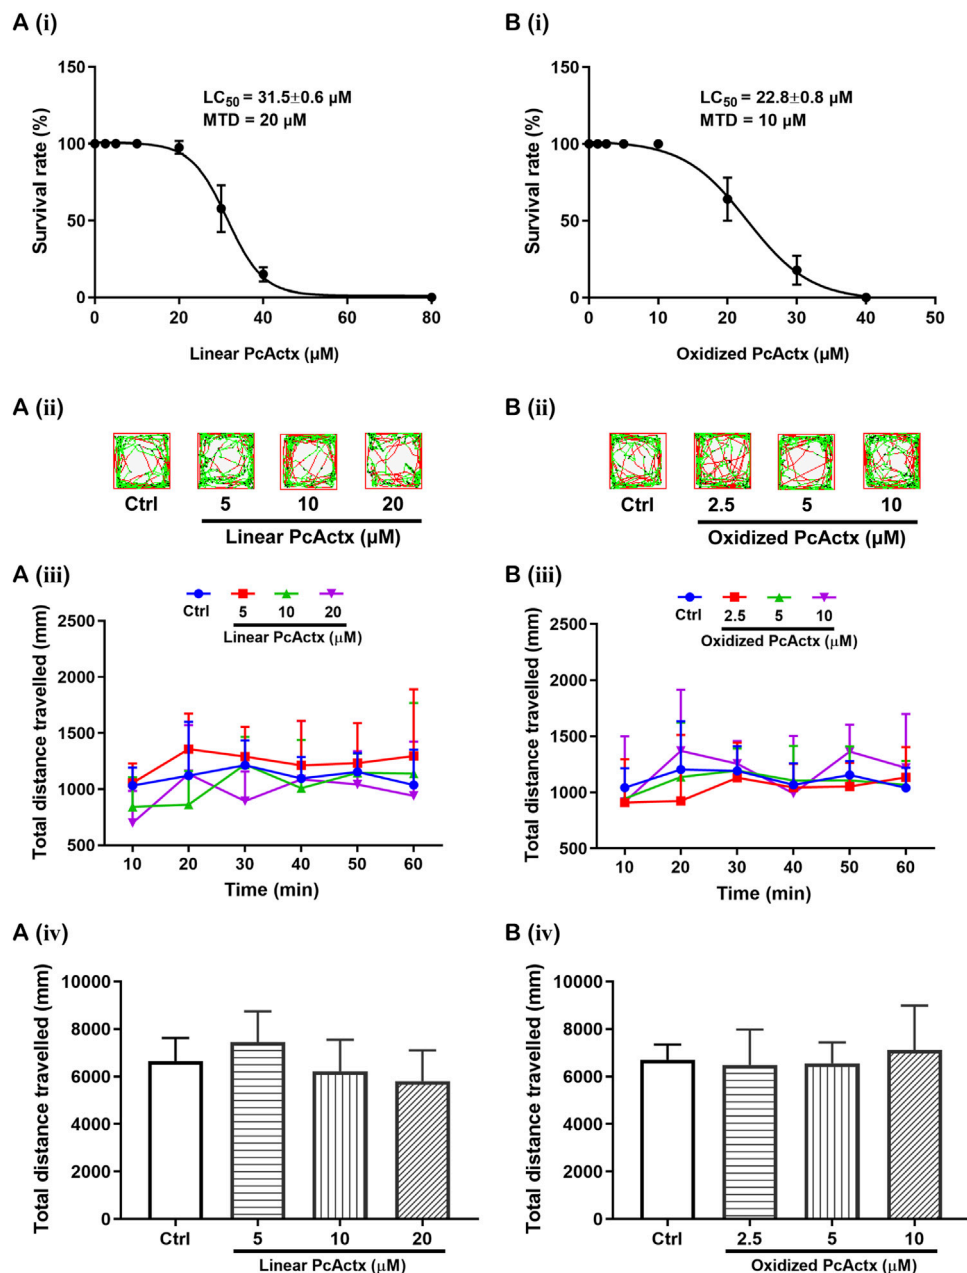 A (i)
B (i)
150
100
50
0
Survival rate (%)
LC50 = 31.5±0.6 µM
MTD = 20 µM
0 20 40 60 80
Linear PcActx (µM)
150
100
50
0
Survival rate (%)
LC50 = 22.8±0.8 µM
MTD = 10 µM
0 10 20 30 40 50
Oxidized PcActx (µM)
A (ii)
B (ii)
Ctrl 5 10 20
Linear PcActx (µM)
Ctrl 2.5 5 10
Oxidized PcActx (µM)
A (iii)
B (iii)
Ctrl 5 10 20
Linear PcActx (µM)
2500
2000
1500
1000
500
Total distance travelled (mm)
10 20 30 40 50 60
Time (min)
Ctrl 2.5 5 10
Oxidized PcActx (µM)
2500
2000
1500
1000
500
Total distance travelled (mm)
10 20 30 40 50 60
Time (min)
A (iv)
B (iv)
10000
8000
6000
4000
2000
0
Total distance travelled (mm)
Ctrl 5 10 20
Linear PcActx (µM)
10000
8000
6000
4000
2000
0
Total distance travelled (mm)
Ctrl 2.5 5 10
Oxidized PcActx (µM)